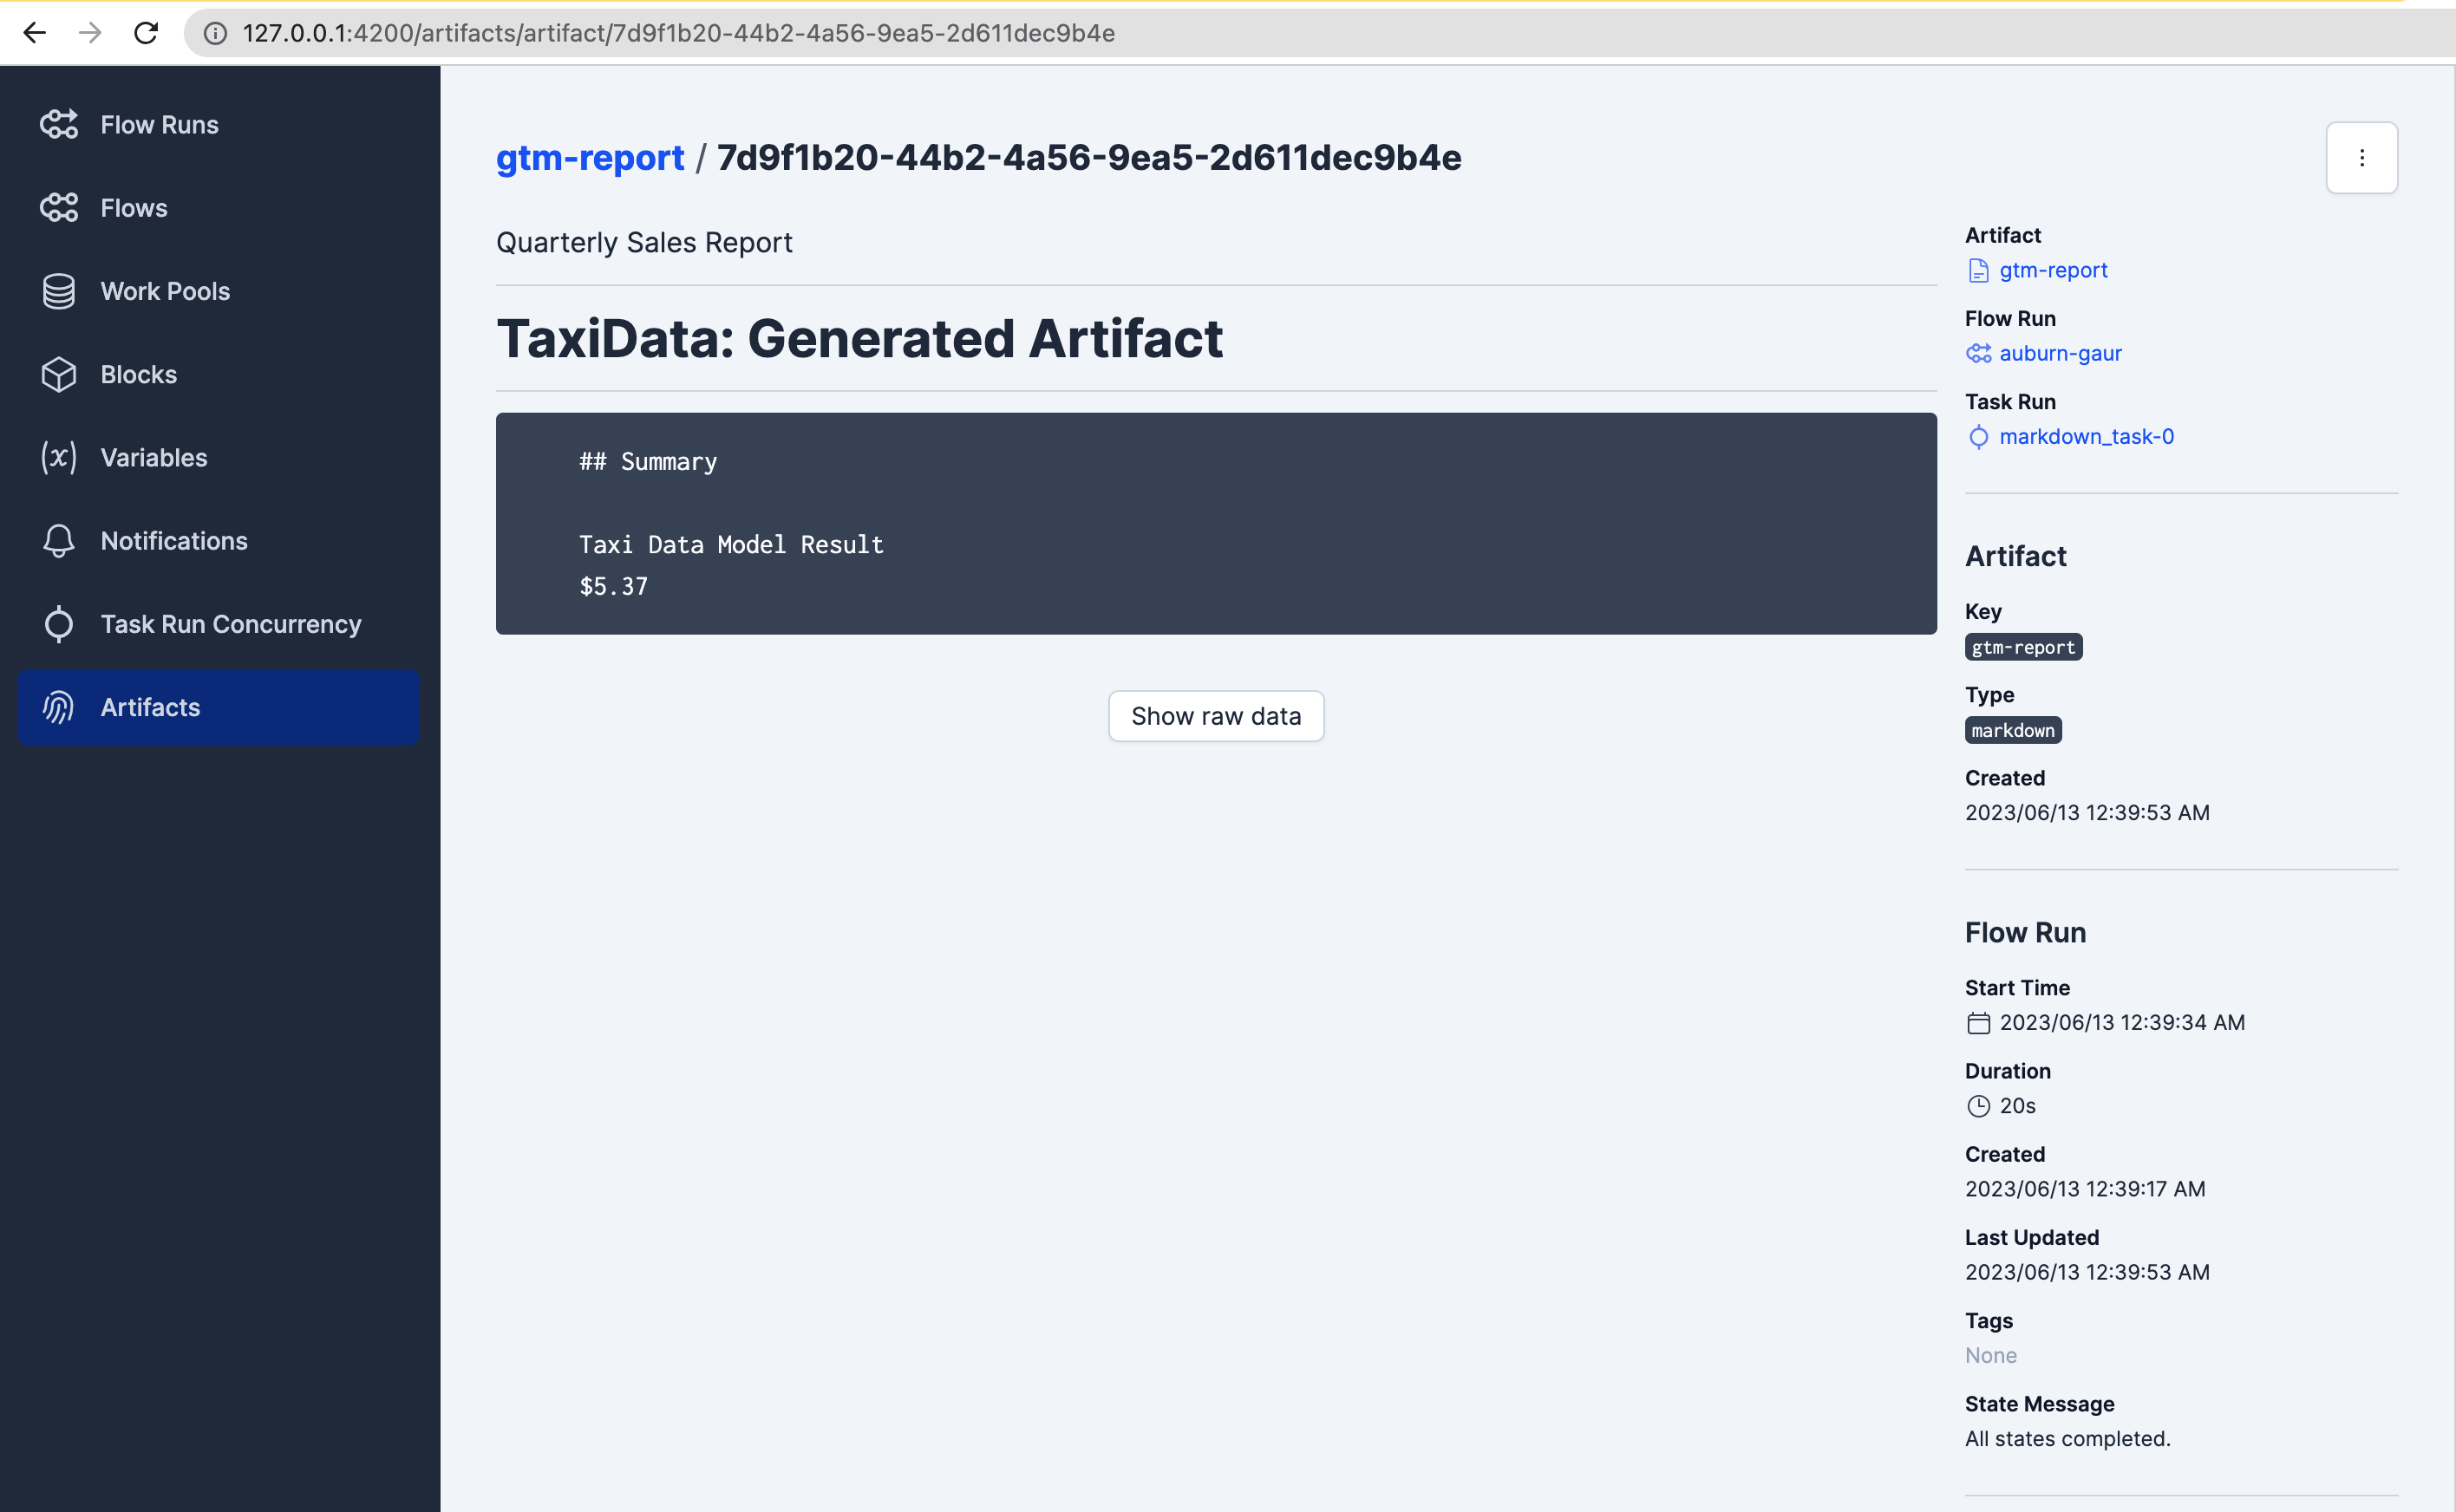 127.0.0.1:4200/artifacts/artifact/7d9f1b20-44b2-4a56-9ea5-2d611dec9b4e
Flow Runs
Flows
Work Pools
Blocks
Variables
Notifications
Task Run Concurrency
Artifacts
gtm-report / 7d9f1b20-44b2-4a56-9ea5-2d611dec9b4e
Quarterly Sales Report
TaxiData: Generated Artifact
## Summary
Taxi Data Model Result
$5.37
Show raw data
Artifact
gtm-report
Flow Run
auburn-gaur
Task Run
markdown_task-0
Artifact
Key
gtm-report
Type
markdown
Created
2023/06/13 12:39:53 AM
Flow Run
Start Time
2023/06/13 12:39:34 AM
Duration
20s
Created
2023/06/13 12:39:17 AM
Last Updated
2023/06/13 12:39:53 AM
Tags
None
State Message
All states completed.